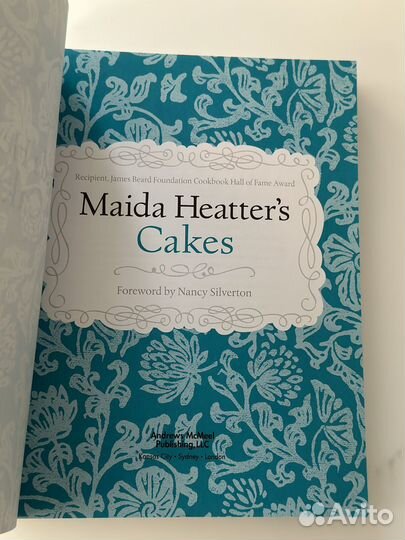 Recipient, James Beard Foundation Cookbook Hall of Fame Award
Maida Heatter's
Cakes
Foreword by Nancy Silverton
Andrews McMeel
Publishing, LLC
Kansas City • Sydney • London
Avito